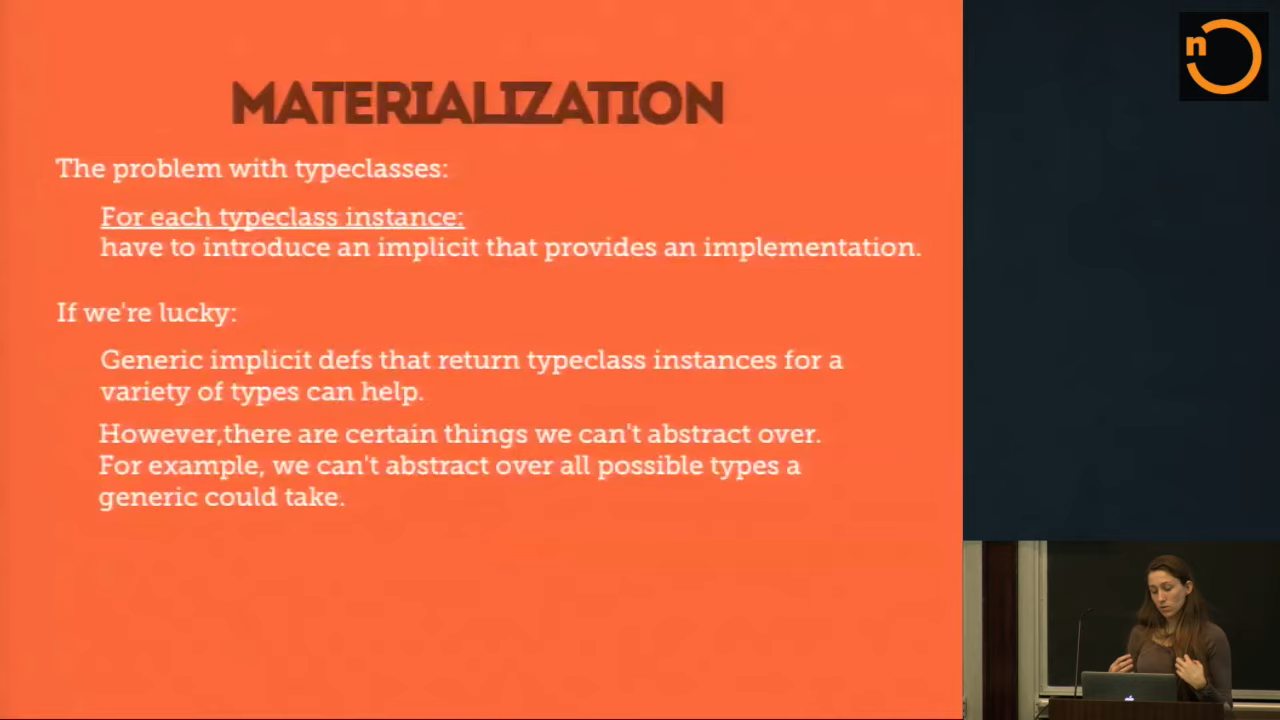 n
MATERIALIZATION
The problem with typeclasses:
For each typeclass instance:
have to introduce an implicit that provides an implementation.
If we're lucky:
Generic implicit defs that return typeclass instances for a
variety of types can help.
However,there are certain things we can't abstract over.
For example, we can't abstract over all possible types a
generic could take.